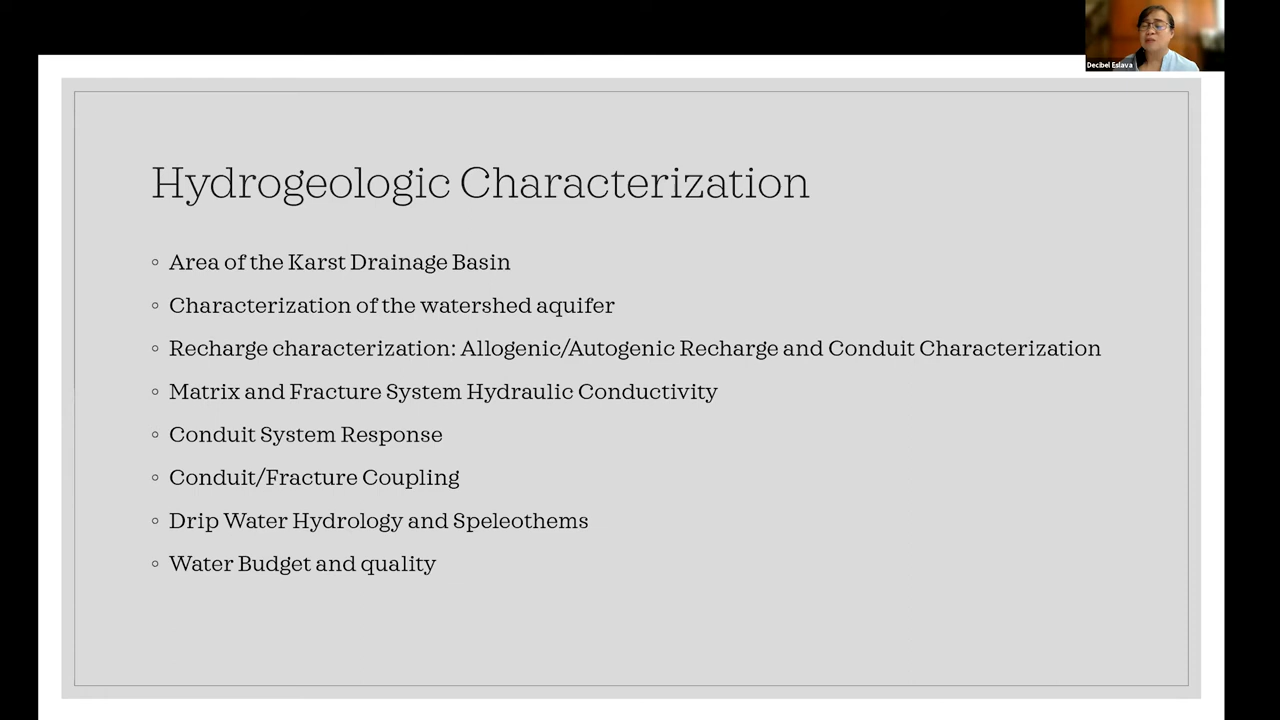 Decibel Eslava
Hydrogeologic Characterization
◦ Area of the Karst Drainage Basin
◦ Characterization of the watershed aquifer
◦ Recharge characterization: Allogenic/Autogenic Recharge and Conduit Characterization
◦ Matrix and Fracture System Hydraulic Conductivity
◦ Conduit System Response
◦ Conduit/Fracture Coupling
◦ Drip Water Hydrology and Speleothems
◦ Water Budget and quality